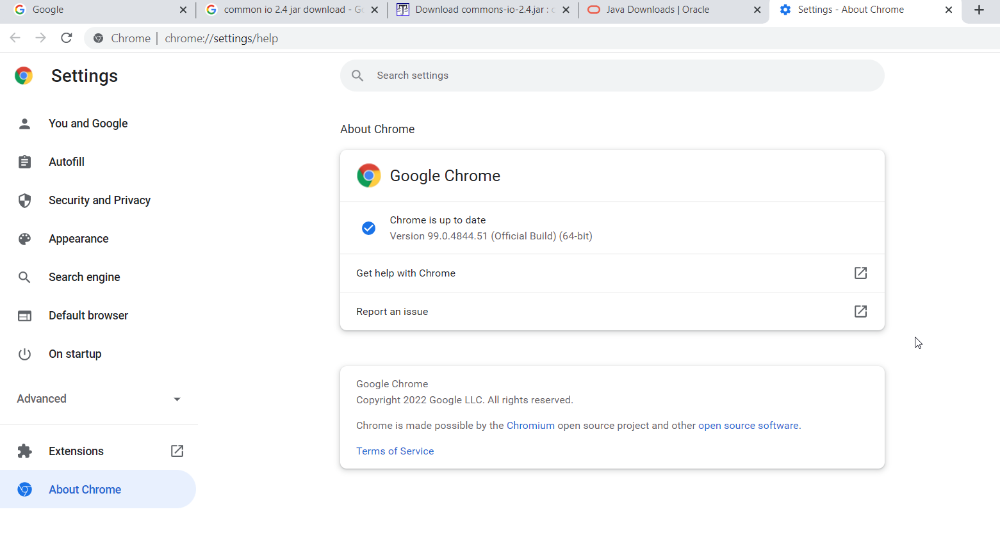 Google
common io 2.4 jar download - Go
Download commons-io-2.4.jar : c
Java Downloads | Oracle
Settings - About Chrome
Chrome | chrome://settings/help
Settings
Search settings
You and Google
Autofill
Security and Privacy
Appearance
Search engine
Default browser
On startup
Advanced
Extensions
About Chrome
About Chrome
Google Chrome
Chrome is up to date
Version 99.0.4844.51 (Official Build) (64-bit)
Get help with Chrome
Report an issue
Google Chrome
Copyright 2022 Google LLC. All rights reserved.
Chrome is made possible by the Chromium open source project and other open source software.
Terms of Service